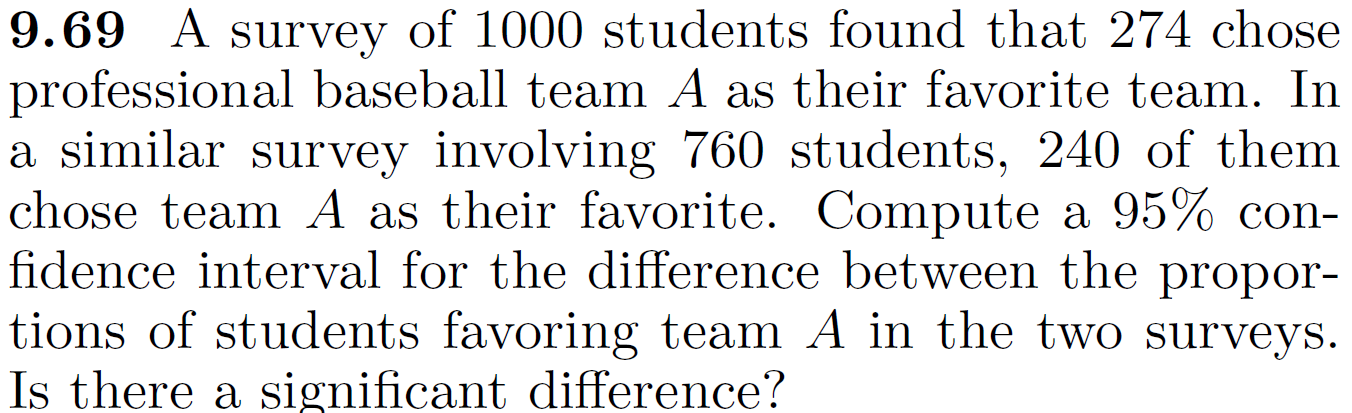 9.69 A survey of 1000 students found that 274 chose
professional baseball team A as their favorite team. In
a similar survey involving 760 students, 240 of them
chose team A as their favorite. Compute a 95% con-
fidence interval for the difference between the propor-
tions of students favoring team A in the two surveys.
Is there a significant difference?